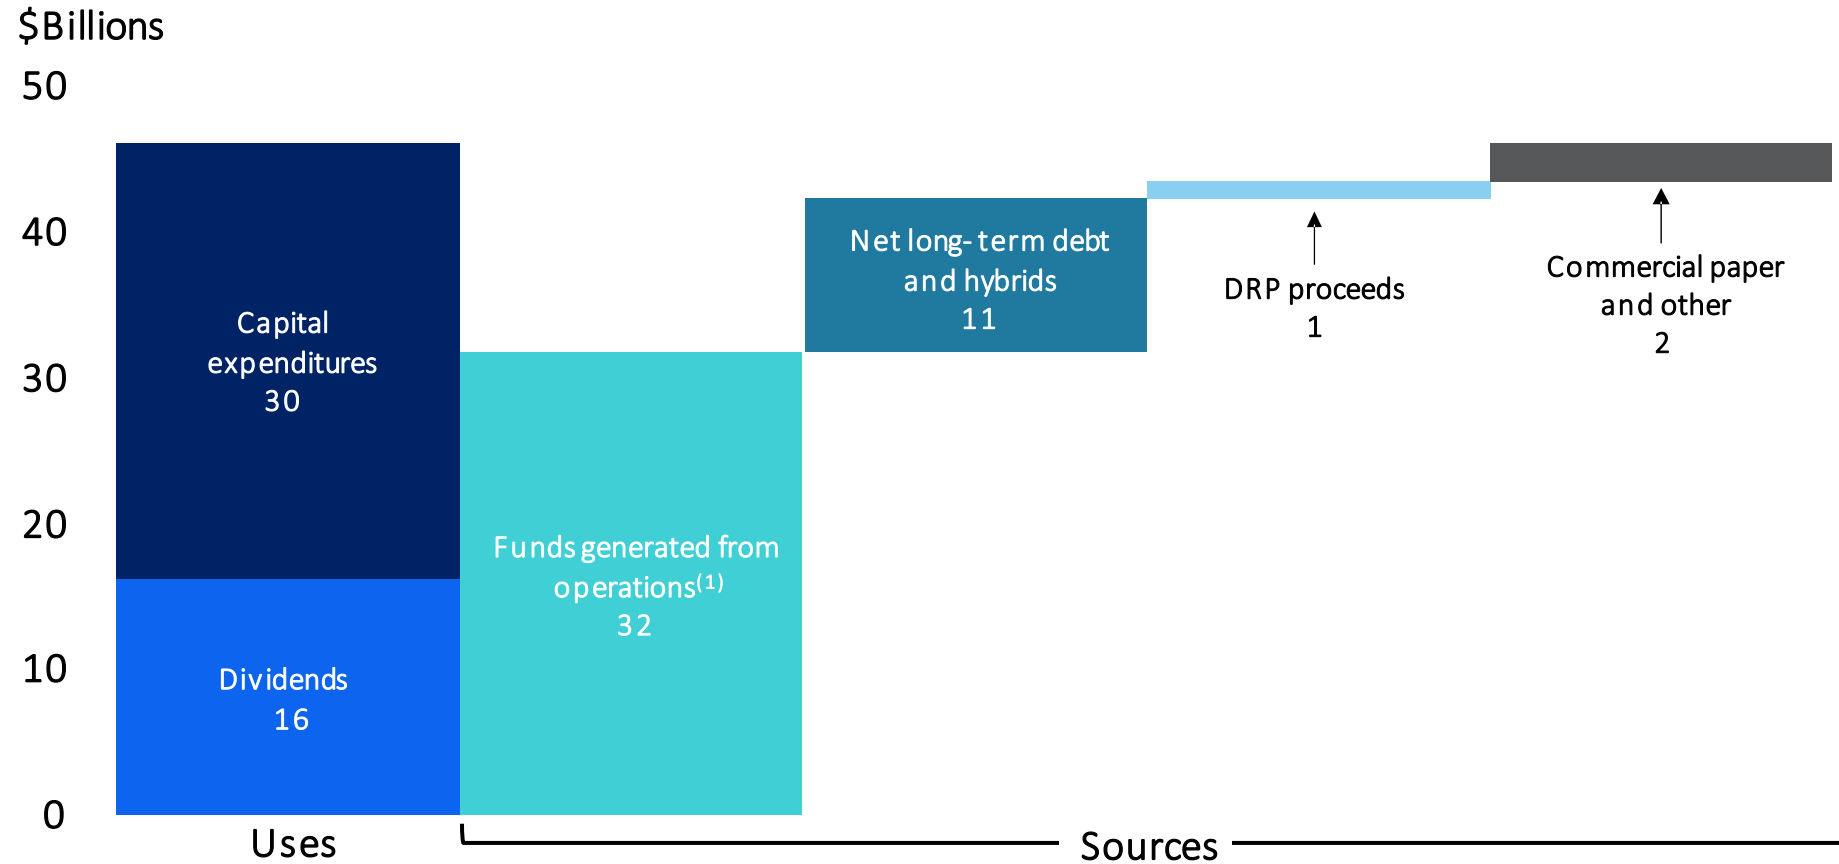 $Billions
50
40
30
20
10
0
Capital
expenditures
30
Dividends
16
Funds generated from
operations(1)
32
Net long-term debt
and hybrids
11
DRP proceeds
1
Commercial paper
and other
2
Uses
Sources